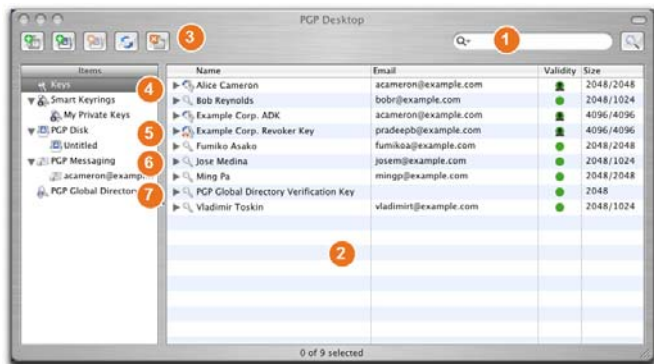 PGP Desktop
3
1
Items
Name Email Validity Size
Keys
4
Smart Keyrings
My Private Keys
PGP Disk
5
Untitled
PGP Messaging
6
acameron@examp...
PGP Global Directory
7
Alice Cameron acameron@example.com 2048/2048
Bob Reynolds bobr@example.com 2048/1024
Example Corp. ADK acameron@example.com 4096/4096
Example Corp. Revoker Key pradeepb@example.com 4096/4096
Fumiko Asako fumikoa@example.com 2048/2048
Jose Medina josem@example.com 2048/1024
Ming Pa mingp@example.com 2048/2048
PGP Global Directory Verification Key 2048
Vladimir Toskin vladimirt@example.com 2048/1024
2
0 of 9 selected